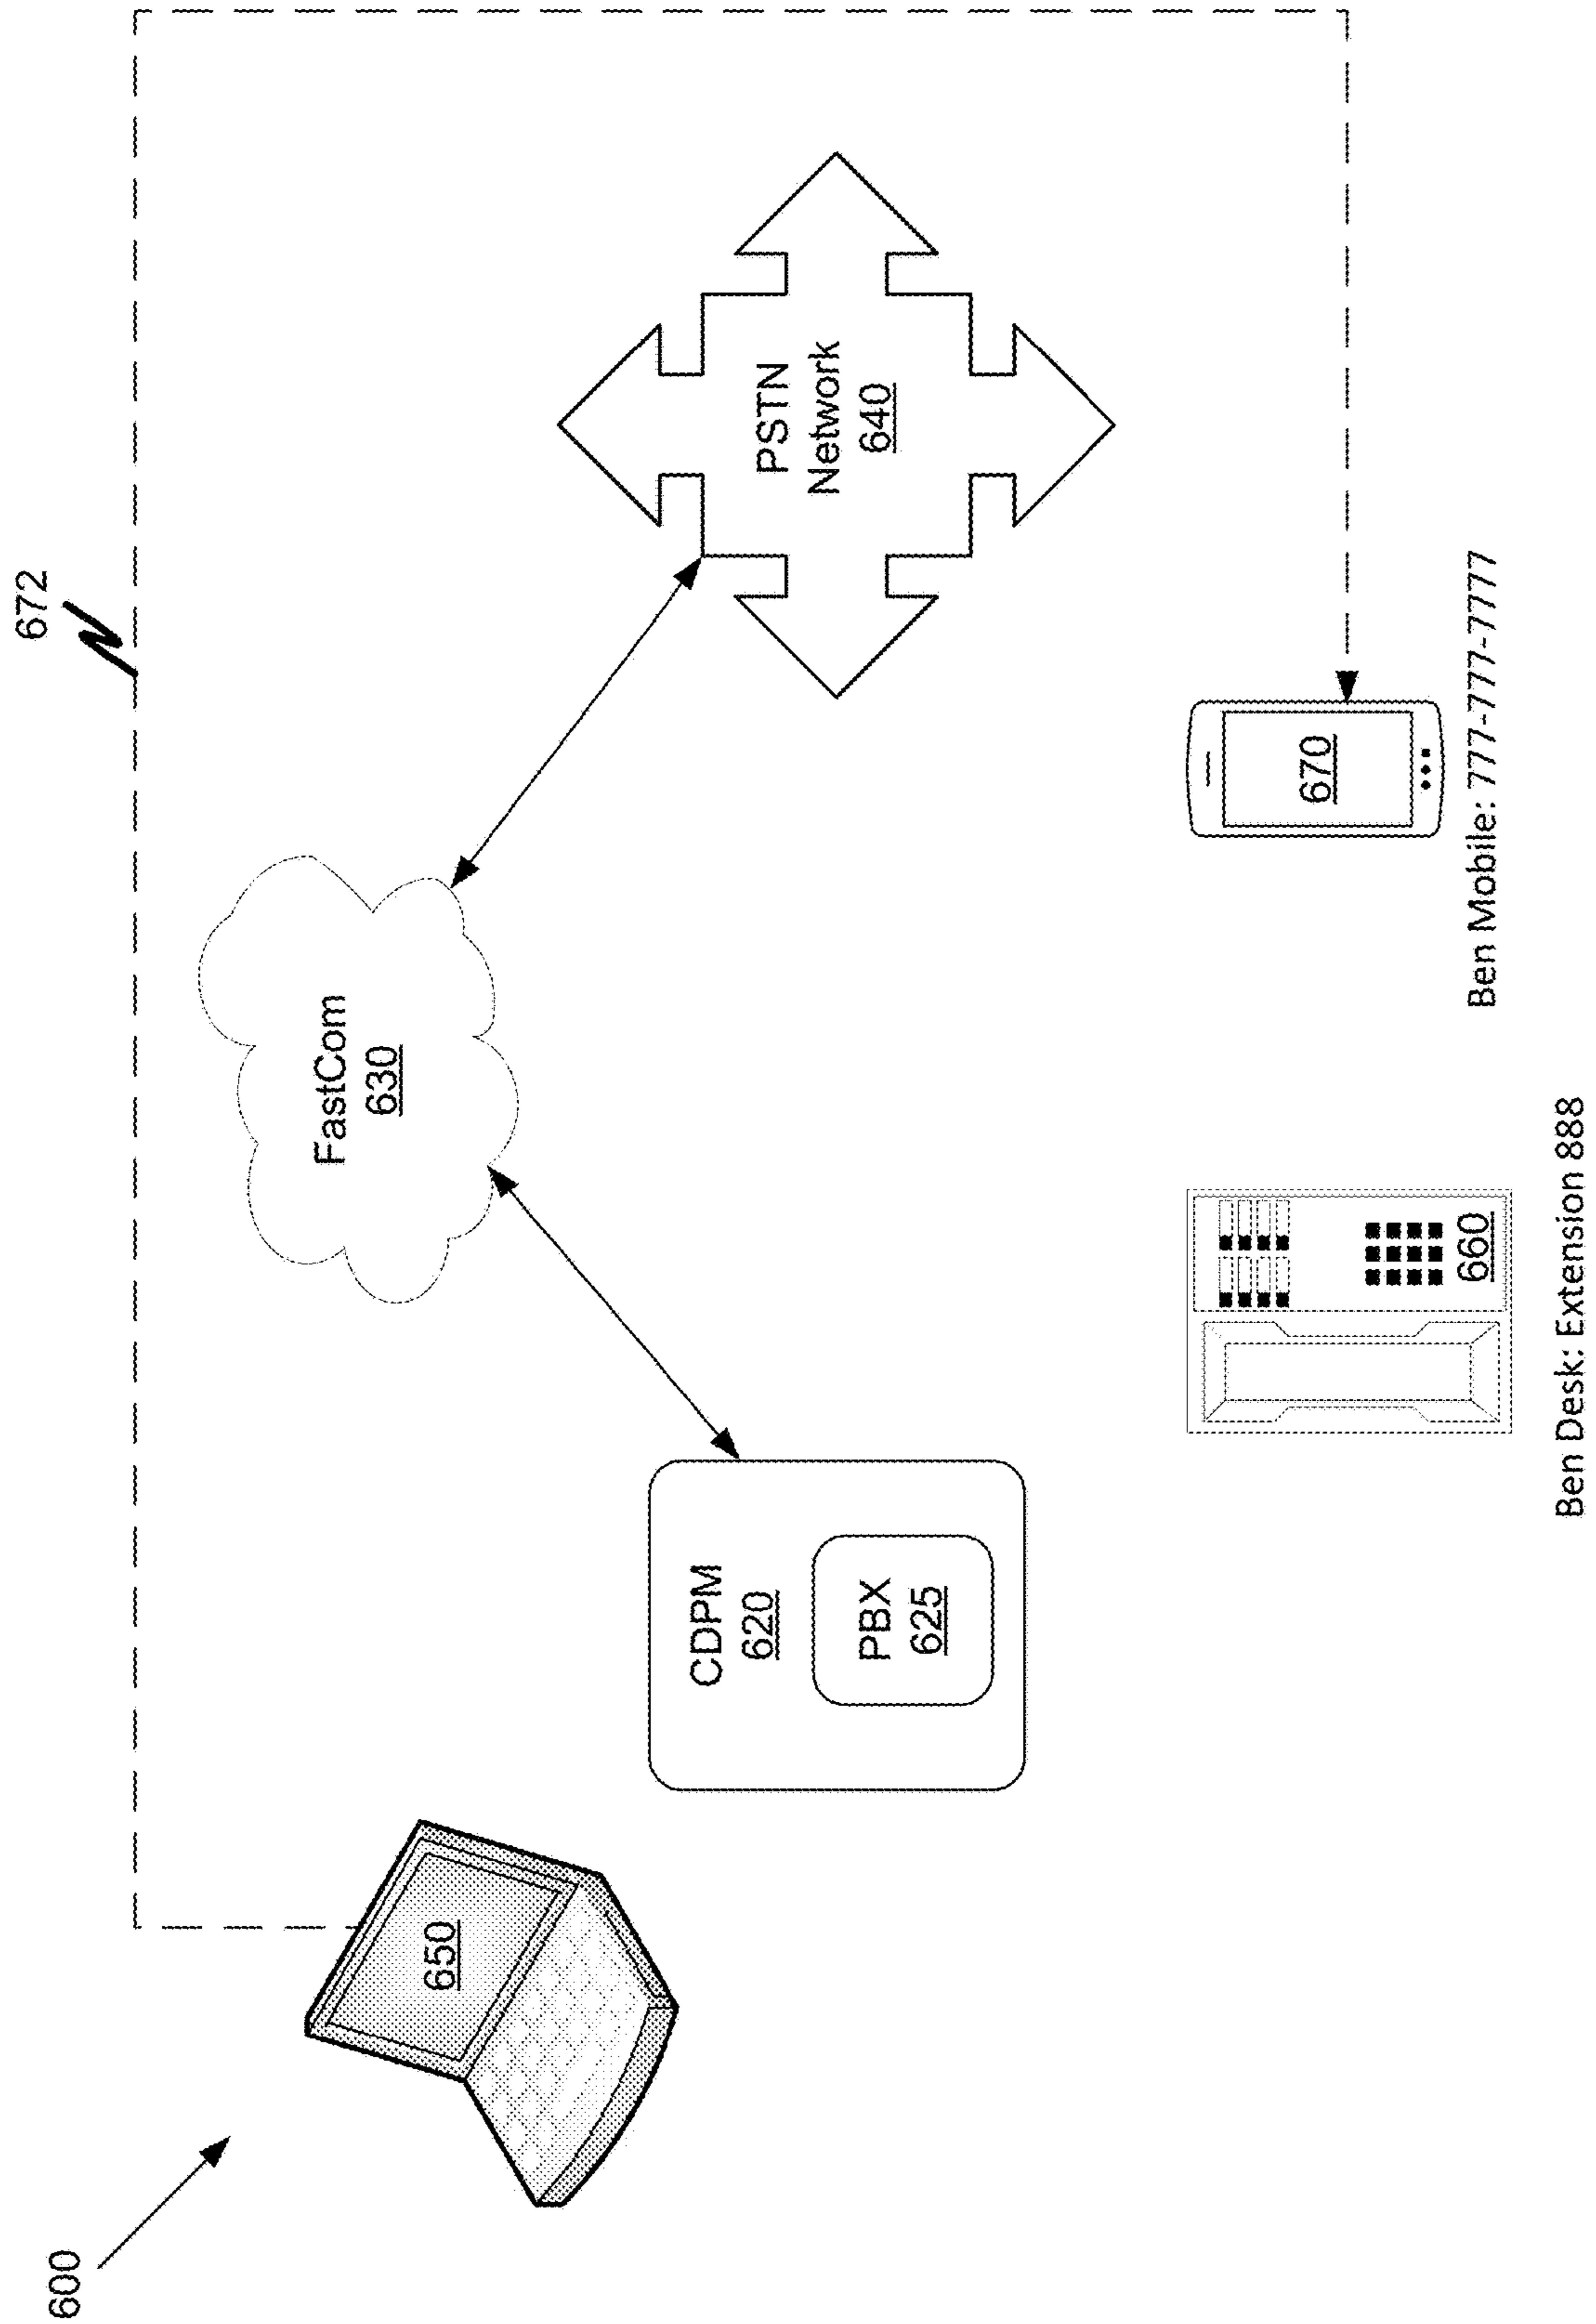 600
672
650
FastCom
630
CDPM
620
PBX
625
PSTN
Network
640
660
Ben Desk: Extension 888
670
Ben Mobile: 777-777-7777